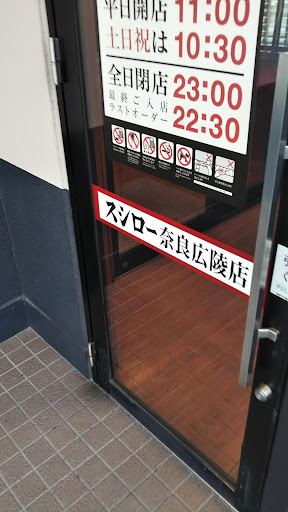 平日開店 11:00
土日祝は 10:30
全日閉店 23:00
最終ご入店
ラストオーダー 22:30
スシロー奈良広陵店